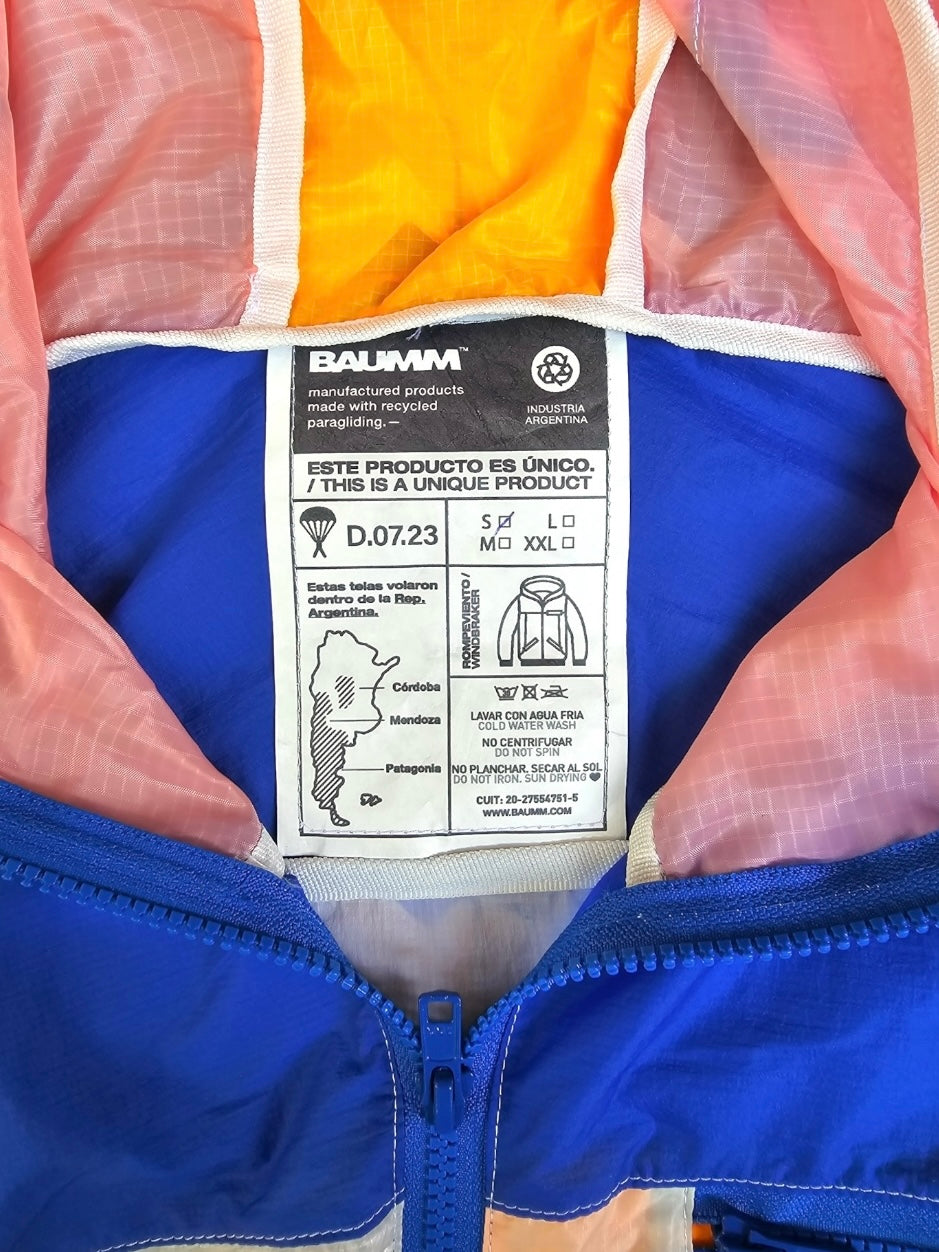 BAUMM™
manufactured products
made with recycled
paragliding.—
INDUSTRIA
ARGENTINA
ESTE PRODUCTO ES ÚNICO.
/ THIS IS A UNIQUE PRODUCT
D.07.23
S L
M XXL
Estas telas volaron
dentro de la Rep.
Argentina.
Córdoba
Mendoza
Patagonia
ROMPEVIENTO /
WINDBREAKER
LAVAR CON AGUA FRIA
COLD WATER WASH
NO CENTRIFUGAR
DO NOT SPIN
NO PLANCHAR. SECAR AL SOL
DO NOT IRON. SUN DRYING ♥
CUIT: 20-27554751-5
WWW.BAUMM.COM